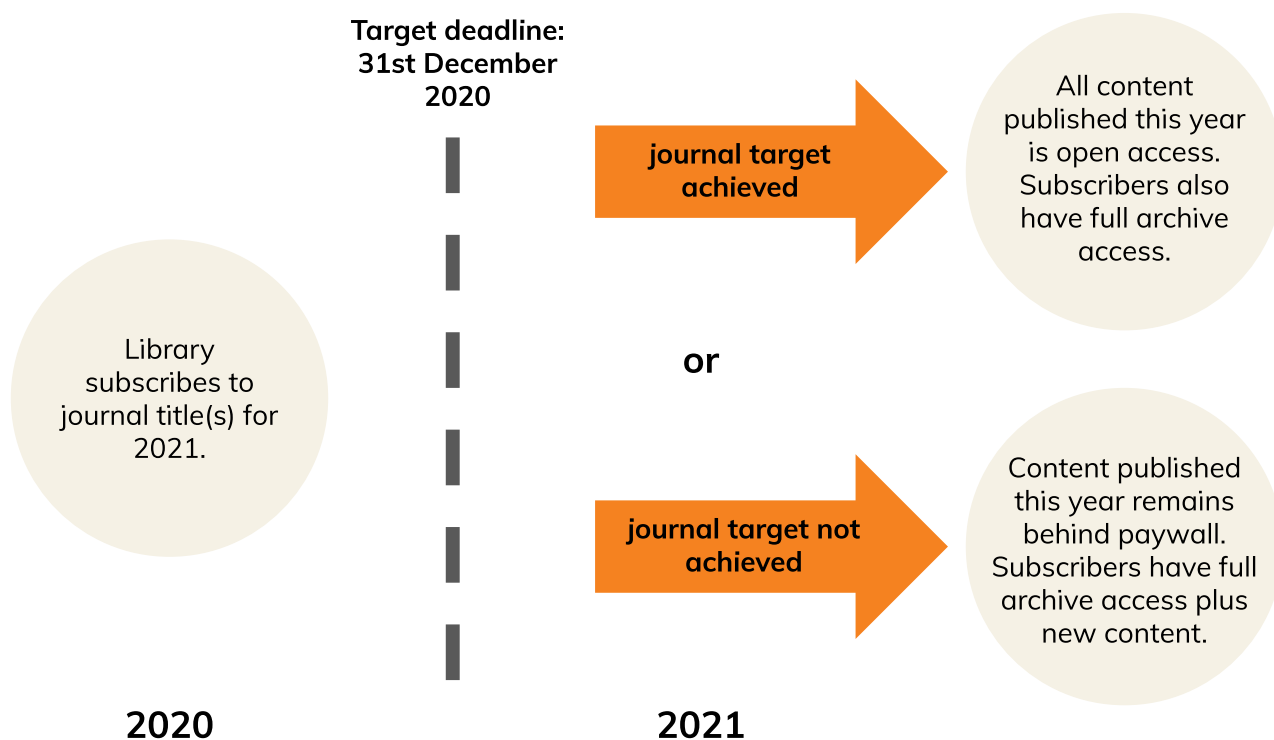 Target deadline:
31st December
2020
Library
subscribes to
journal title(s) for
2021.
journal target
achieved
All content
published this year
is open access.
Subscribers also
have full archive
access.
or
journal target not
achieved
Content published
this year remains
behind paywall.
Subscribers have full
archive access plus
new content.
2020
2021